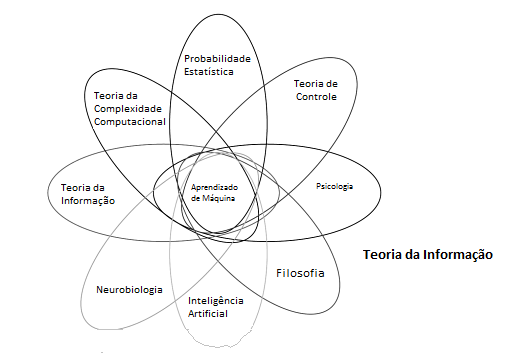 Probabilidade
Estatística
Teoria de
Controle
Teoria da
Complexidade
Computacional
Teoria da
Informação
Aprendizado
de Máquina
Psicologia
Teoria da Informação
Filosofia
Neurobiologia
Inteligência
Artificial